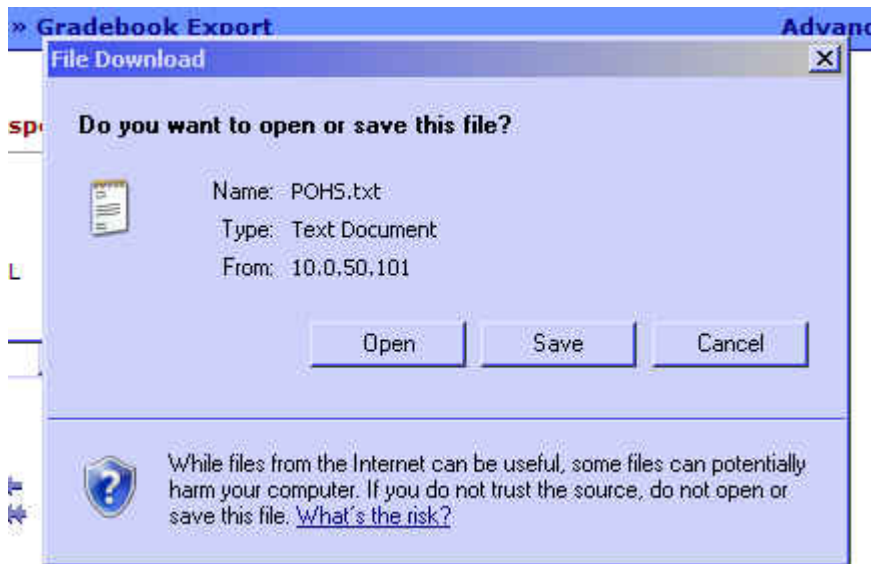 » Gradebook Export
Advanc
File Download
spe
Do you want to open or save this file?
Name: POHS.txt
Type: Text Document
From: 10.0.50.101
L
Open Save Cancel
While files from the Internet can be useful, some files can potentially
harm your computer. If you do not trust the source, do not open or
save this file. What's the risk?